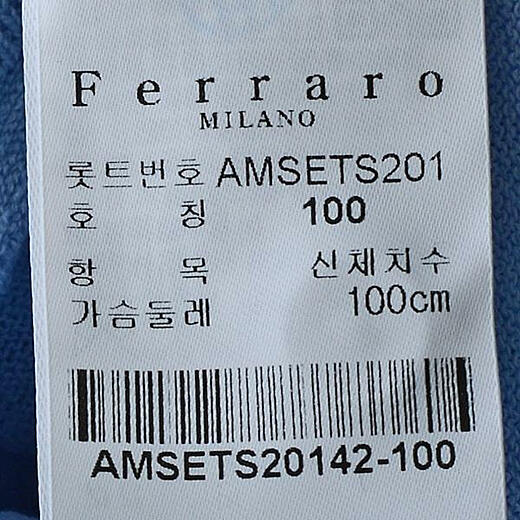 Ferraro
MILANO
롯트번호 AMSETS201
호 칭 100
항 목 신체치수
가슴둘레 100cm
AMSETS20142-100